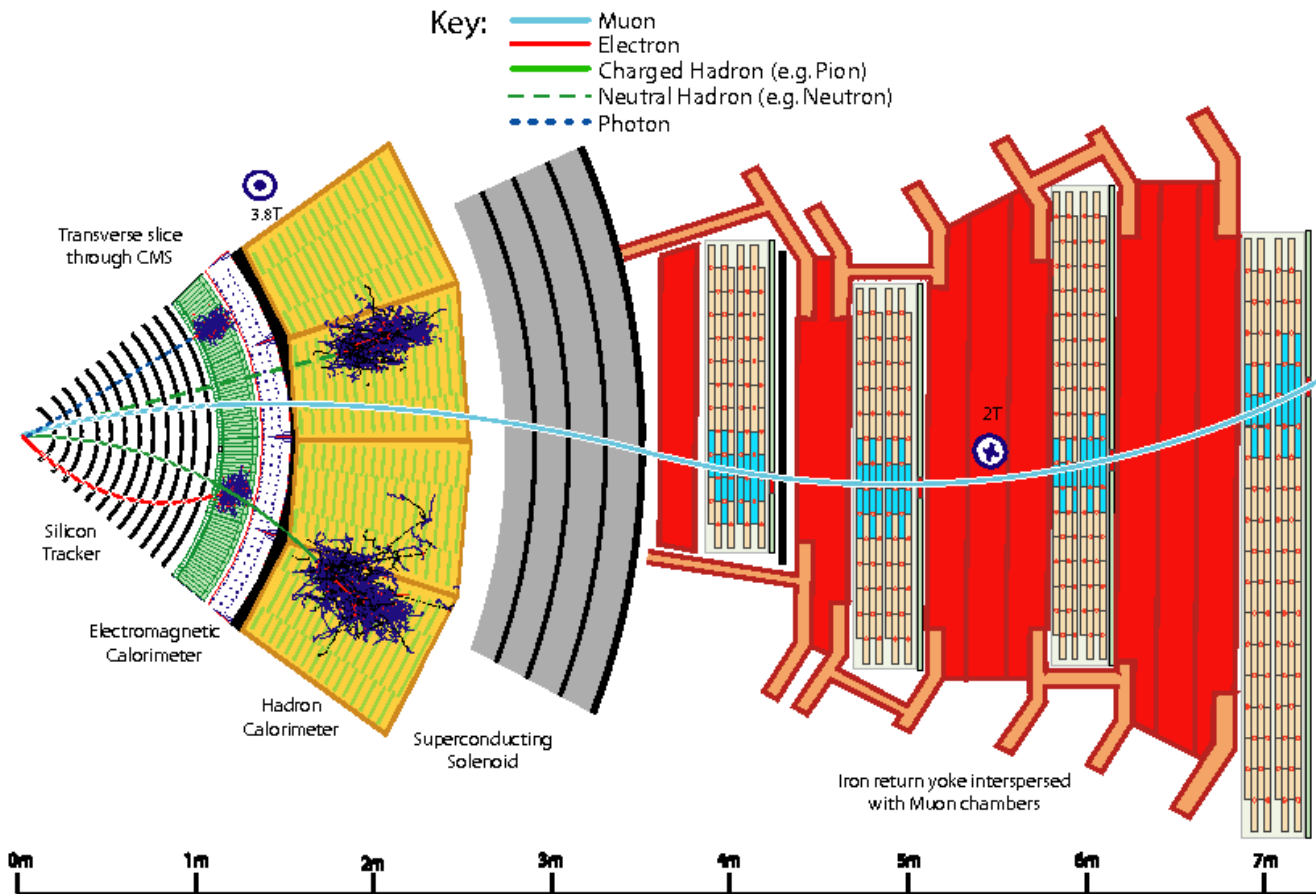 Key:
Muon
Electron
Charged Hadron (e.g. Pion)
Neutral Hadron (e.g. Neutron)
Photon
3.8T
Transverse slice
through CMS
2T
Silicon
Tracker
Electromagnetic
Calorimeter
Hadron
Calorimeter
Superconducting
Solenoid
Iron return yoke interspersed
with Muon chambers
0m 1m 2m 3m 4m 5m 6m 7m